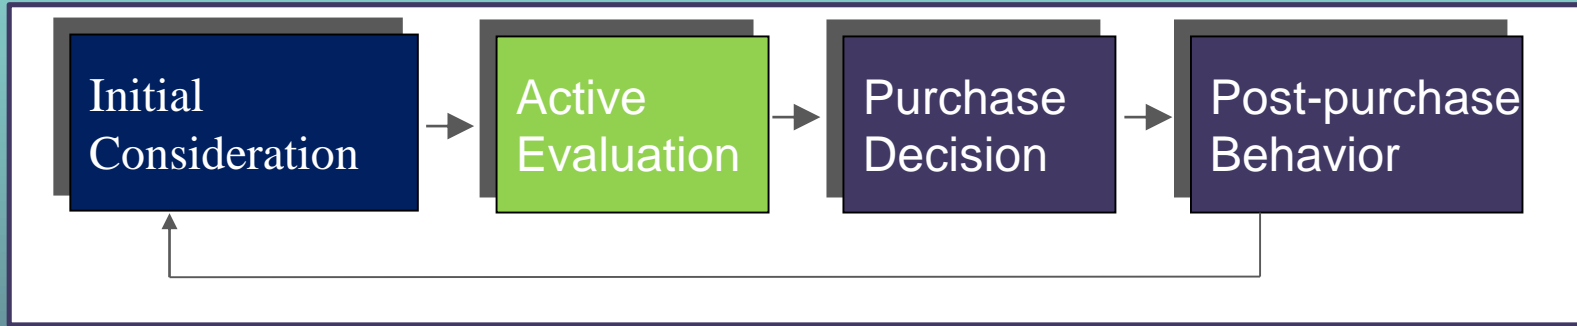 Initial
Consideration
Active
Evaluation
Purchase
Decision
Post-purchase
Behavior